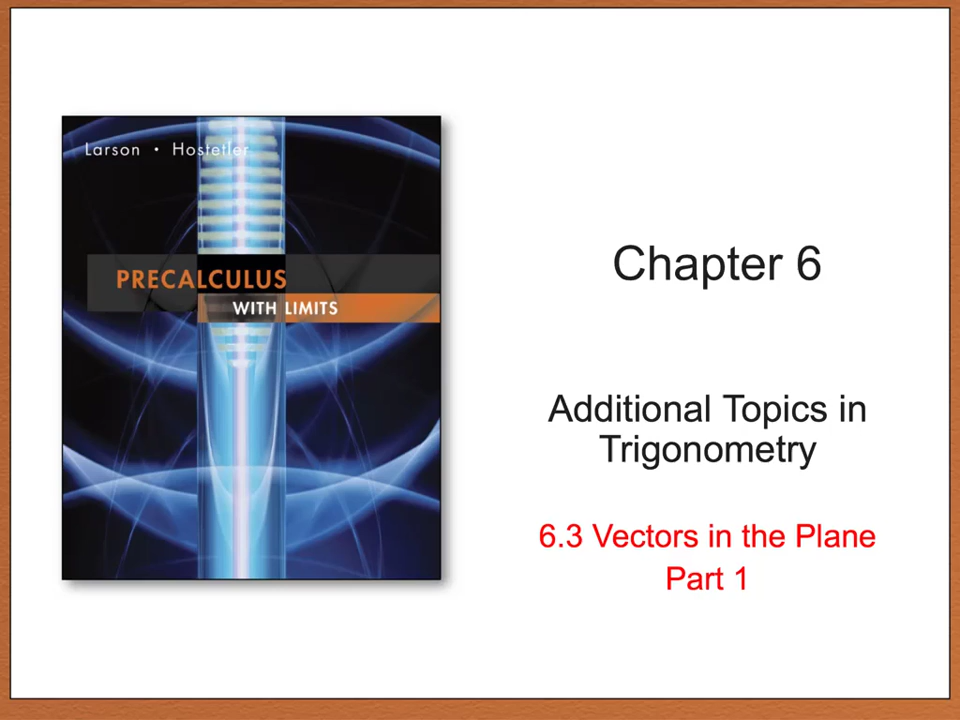 Larson • Hostetler
PRECALCULUS
WITH LIMITS
Chapter 6
Additional Topics in
Trigonometry
6.3 Vectors in the Plane
Part 1